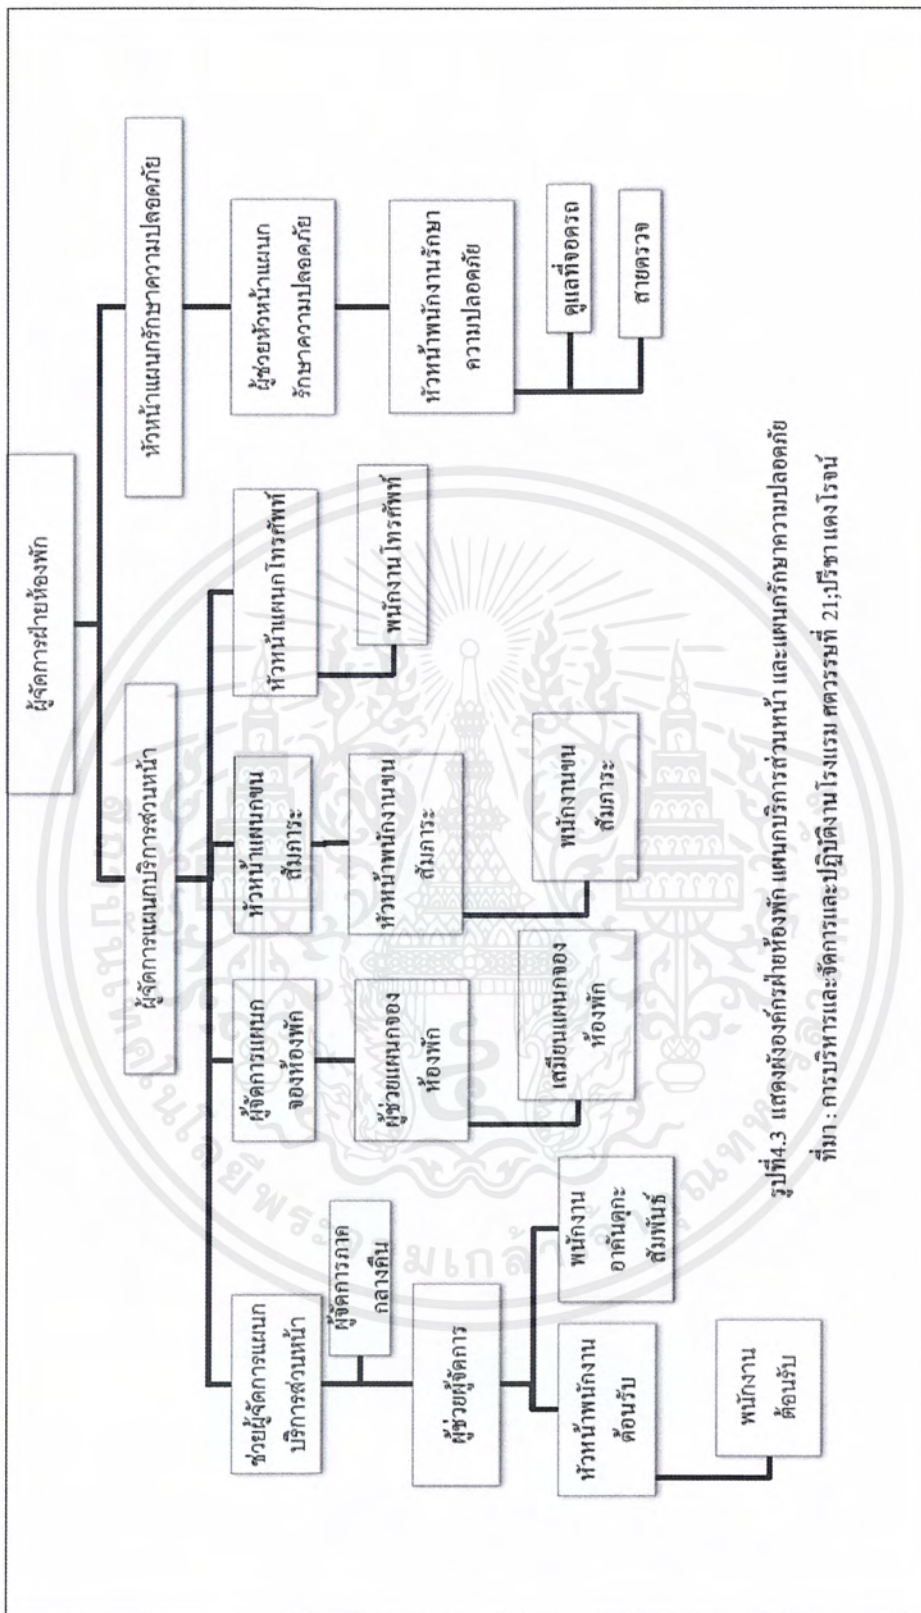 ผู้จัดการฝ่ายห้องพัก
ผู้จัดการแผนกบริการส่วนหน้า
หัวหน้าแผนกรักษาความปลอดภัย
ช่วยผู้จัดการแผนก
บริการส่วนหน้า
ผู้จัดการแผนก
จองห้องพัก
หัวหน้าแผนกขน
สัมภาระ
หัวหน้าแผนกโทรศัพท์
ผู้ช่วยหัวหน้าแผนก
รักษาความปลอดภัย
ผู้จัดการภาค
กลางคืน
ผู้ช่วยผู้จัดการ
ผู้ช่วยแผนกจอง
ห้องพัก
หัวหน้าพนักงานขน
สัมภาระ
พนักงานโทรศัพท์
หัวหน้าพนักงานรักษา
ความปลอดภัย
หัวหน้าพนักงาน
ต้อนรับ
พนักงาน
อาคันตุกะ
สัมพันธ์
เสมียนแผนกจอง
ห้องพัก
พนักงานขน
สัมภาระ
ดูแลที่จอดรถ
สายตรวจ
พนักงาน
ต้อนรับ
รูปที่4.3 แสดงผังองค์กรฝ่ายห้องพัก แผนกบริการส่วนหน้า และแผนกรักษาความปลอดภัย
ที่มา : การบริหารและจัดการและปฏิบัติงานโรงแรม ศตวรรษที่ 21;ปรีชา แดงโรจน์